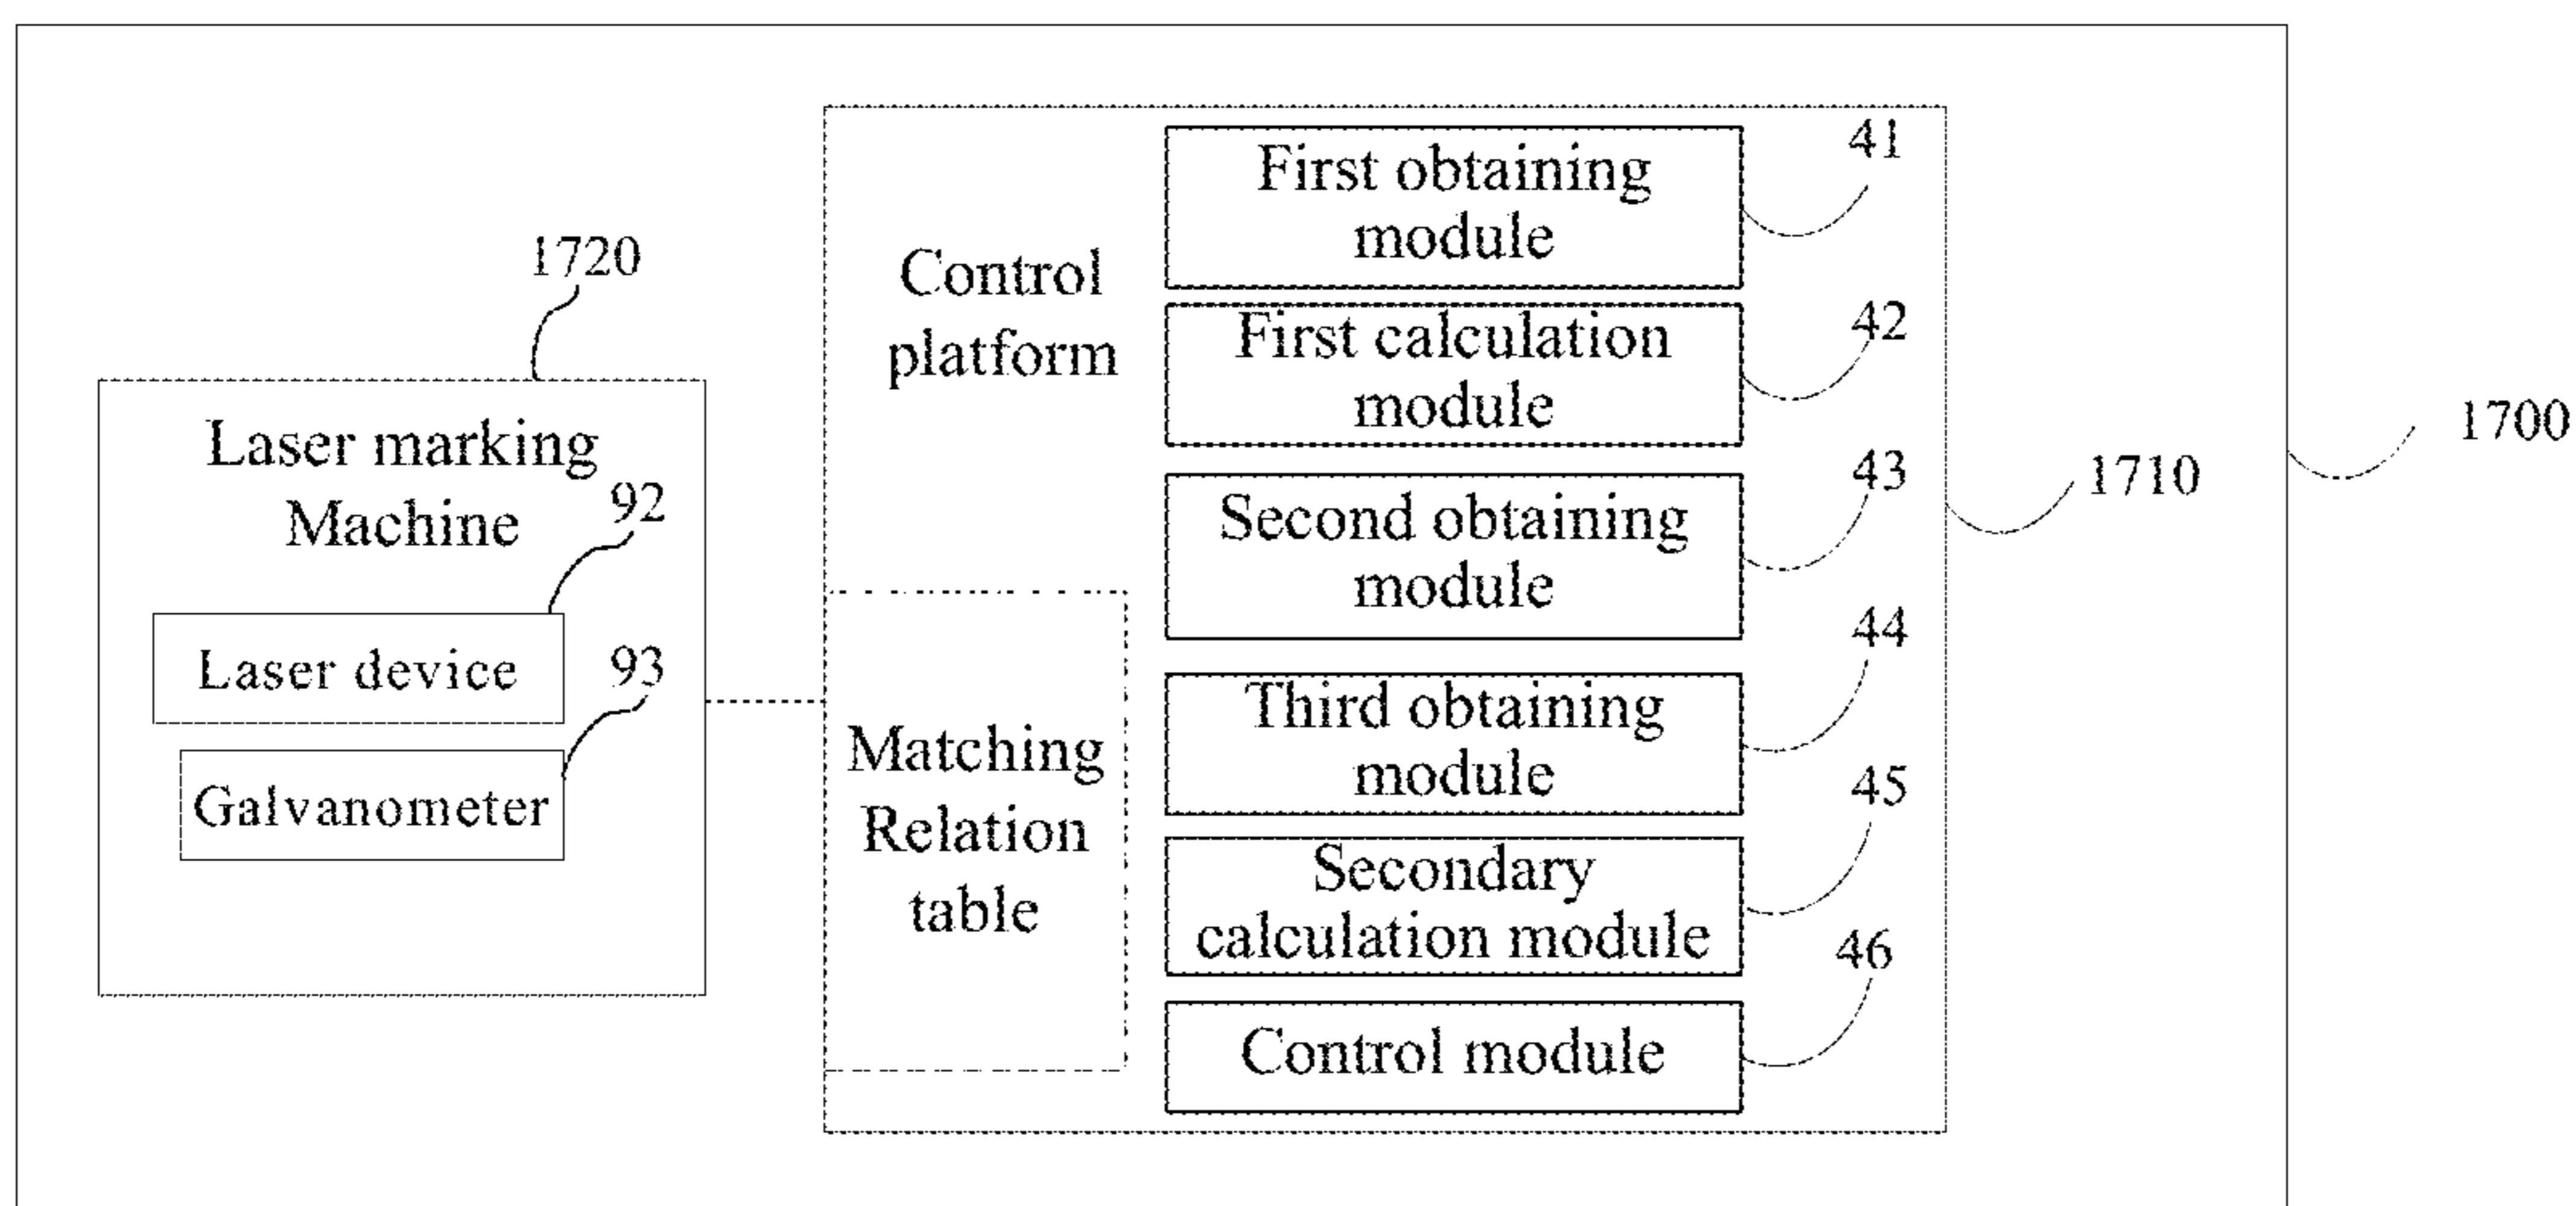 1720
Laser marking
Machine
92
Laser device
93
Galvanometer
Control
platform
Matching
Relation
table
First obtaining
module
41
First calculation
module
42
Second obtaining
module
43
Third obtaining
module
44
Secondary
calculation module
45
Control module
46
1710
1700